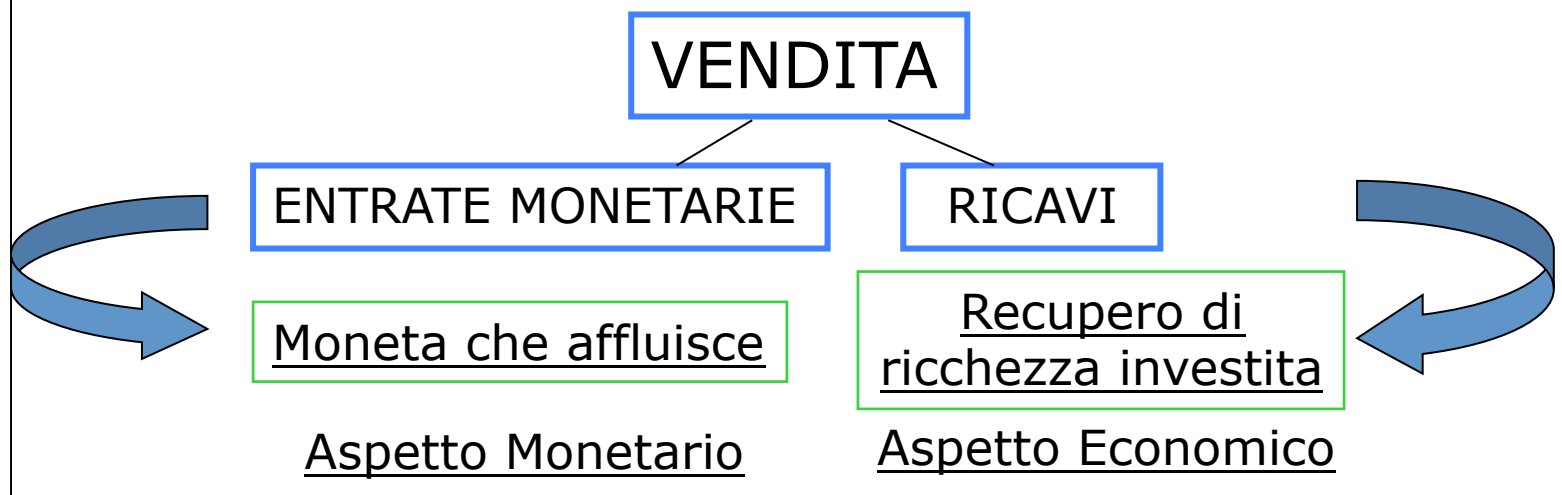 VENDITA
ENTRATE MONETARIE
RICAVI
Moneta che affluisce
Recupero di
ricchezza investita
Aspetto Monetario
Aspetto Economico